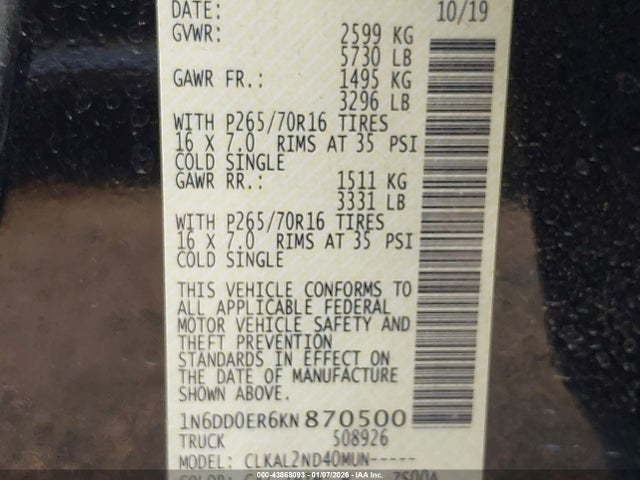 DATE: 10/19
GVWR: 2599 KG
5730 LB
GAWR FR.: 1495 KG
3296 LB
WITH P265/70R16 TIRES
16 X 7.0 RIMS AT 35 PSI
COLD SINGLE
GAWR RR.: 1511 KG
3331 LB
WITH P265/70R16 TIRES
16 X 7.0 RIMS AT 35 PSI
COLD SINGLE
THIS VEHICLE CONFORMS TO
ALL APPLICABLE FEDERAL
MOTOR VEHICLE SAFETY AND
THEFT PREVENTION
STANDARDS IN EFFECT ON
THE DATE OF MANUFACTURE
SHOWN ABOVE.
1N6DD0ER6KN870500
TRUCK 508926
MODEL: CLKAL2ND40MUN-----
000-43868093 - 01/07/2026 - © IAA Inc.